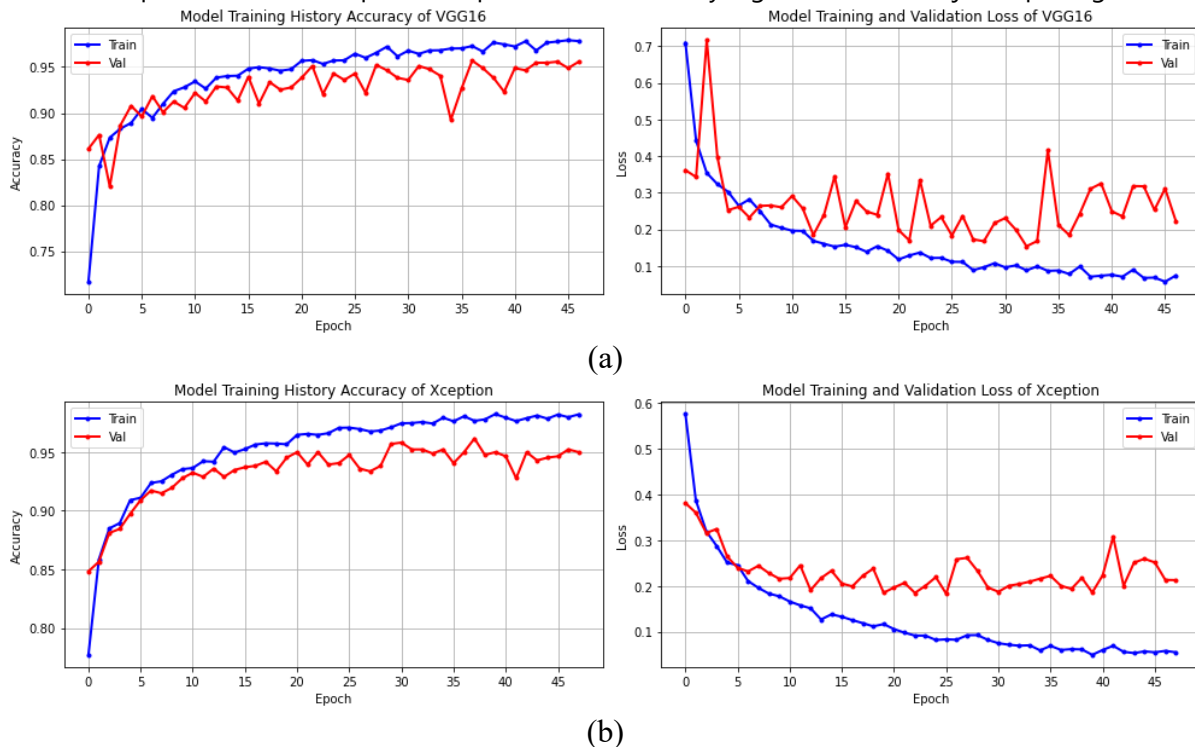 Model Training History Accuracy of VGG16
Train
Val
0.95
0.90
0.85
0.80
0.75
Accuracy
0 5 10 15 20 25 30 35 40 45
Epoch
Model Training and Validation Loss of VGG16
Train
Val
0.7
0.6
0.5
0.4
0.3
0.2
0.1
Loss
0 5 10 15 20 25 30 35 40 45
Epoch
(a)
Model Training History Accuracy of Xception
Train
Val
0.95
0.90
0.85
0.80
Accuracy
0 5 10 15 20 25 30 35 40 45
Epoch
Model Training and Validation Loss of Xception
Train
Val
0.6
0.5
0.4
0.3
0.2
0.1
Loss
0 5 10 15 20 25 30 35 40 45
Epoch
(b)